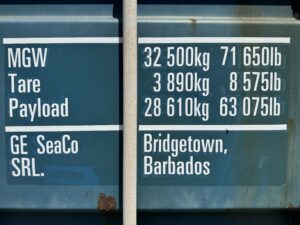 MGW 32 500kg 71 650lb
Tare 3 890kg 8 575lb
Payload 28 610kg 63 075lb
GE SeaCo Bridgetown,
SRL. Barbados